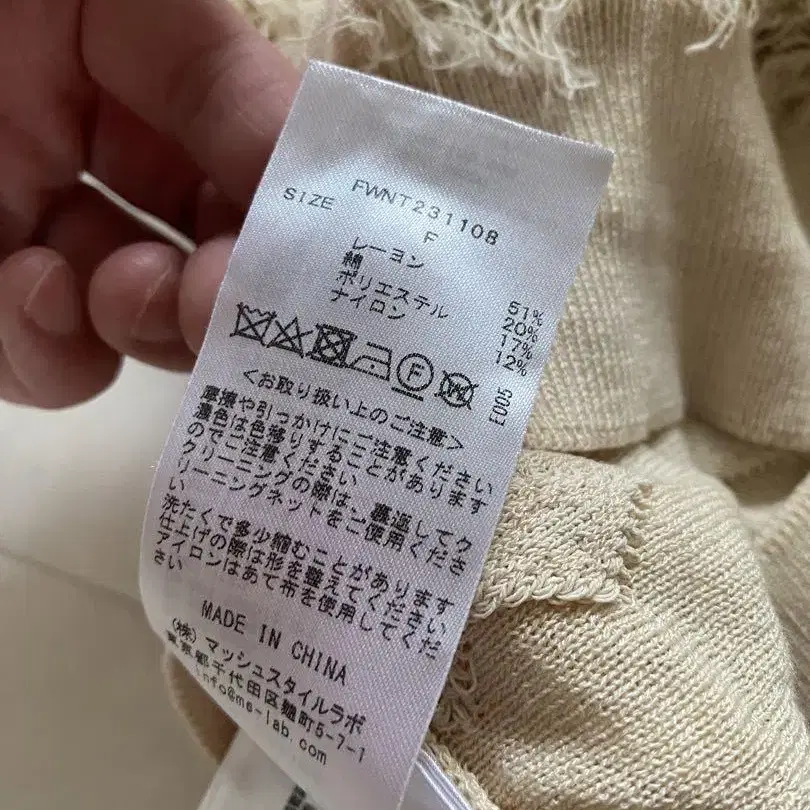 FWNT231108
SIZE F
レーヨン 51%
綿 20%
ポリエステル 17%
ナイロン 12%
F W
E005
<お取り扱い上のご注意>
摩擦や引っかけにご注意ください
濃色は色移りすることがあります
のでご注意ください
クリーニングの際は、裏返してク
リーニングネットをご使用くださ
い
洗たくで多少縮むことがあります
仕上げの際は形を整えてください
アイロンはあて布を使用してくだ
さい
MADE IN CHINA
(株)マッシュスタイルラボ
東京都千代田区麹町5-7-1
info@me-lab.com